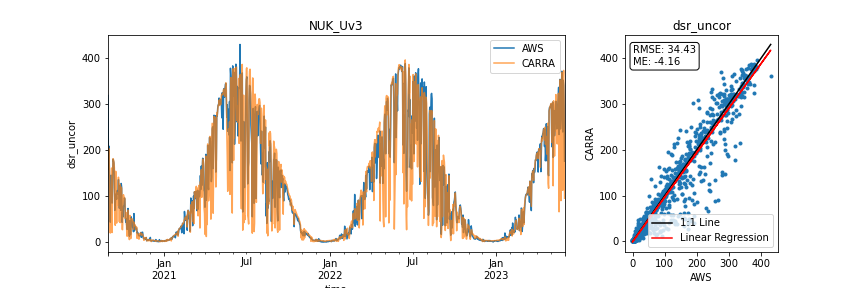 NUK_Uv3
dsr_uncor
400
300
200
100
0
AWS
CARRA
Jan
2021
Jul
Jan
2022
Jul
Jan
2023
time
dsr_uncor
CARRA
400
300
200
100
0
RMSE: 34.43
ME: -4.16
1:1 Line
Linear Regression
0 100 200 300 400
AWS